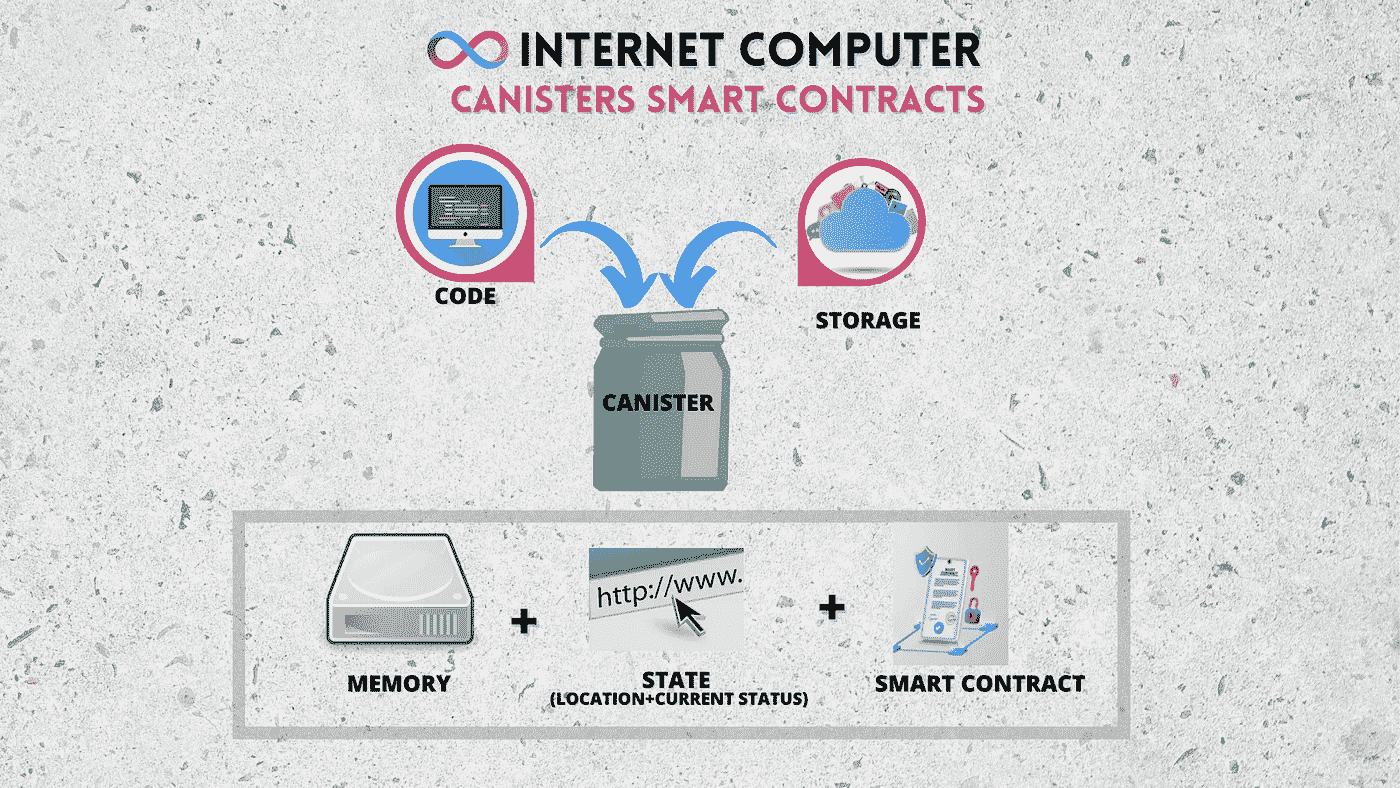 INTERNET COMPUTER
CANISTERS SMART CONTRACTS
CODE
STORAGE
CANISTER
http://www.
MEMORY
+
STATE
(LOCATION+CURRENT STATUS)
+
SMART CONTRACT